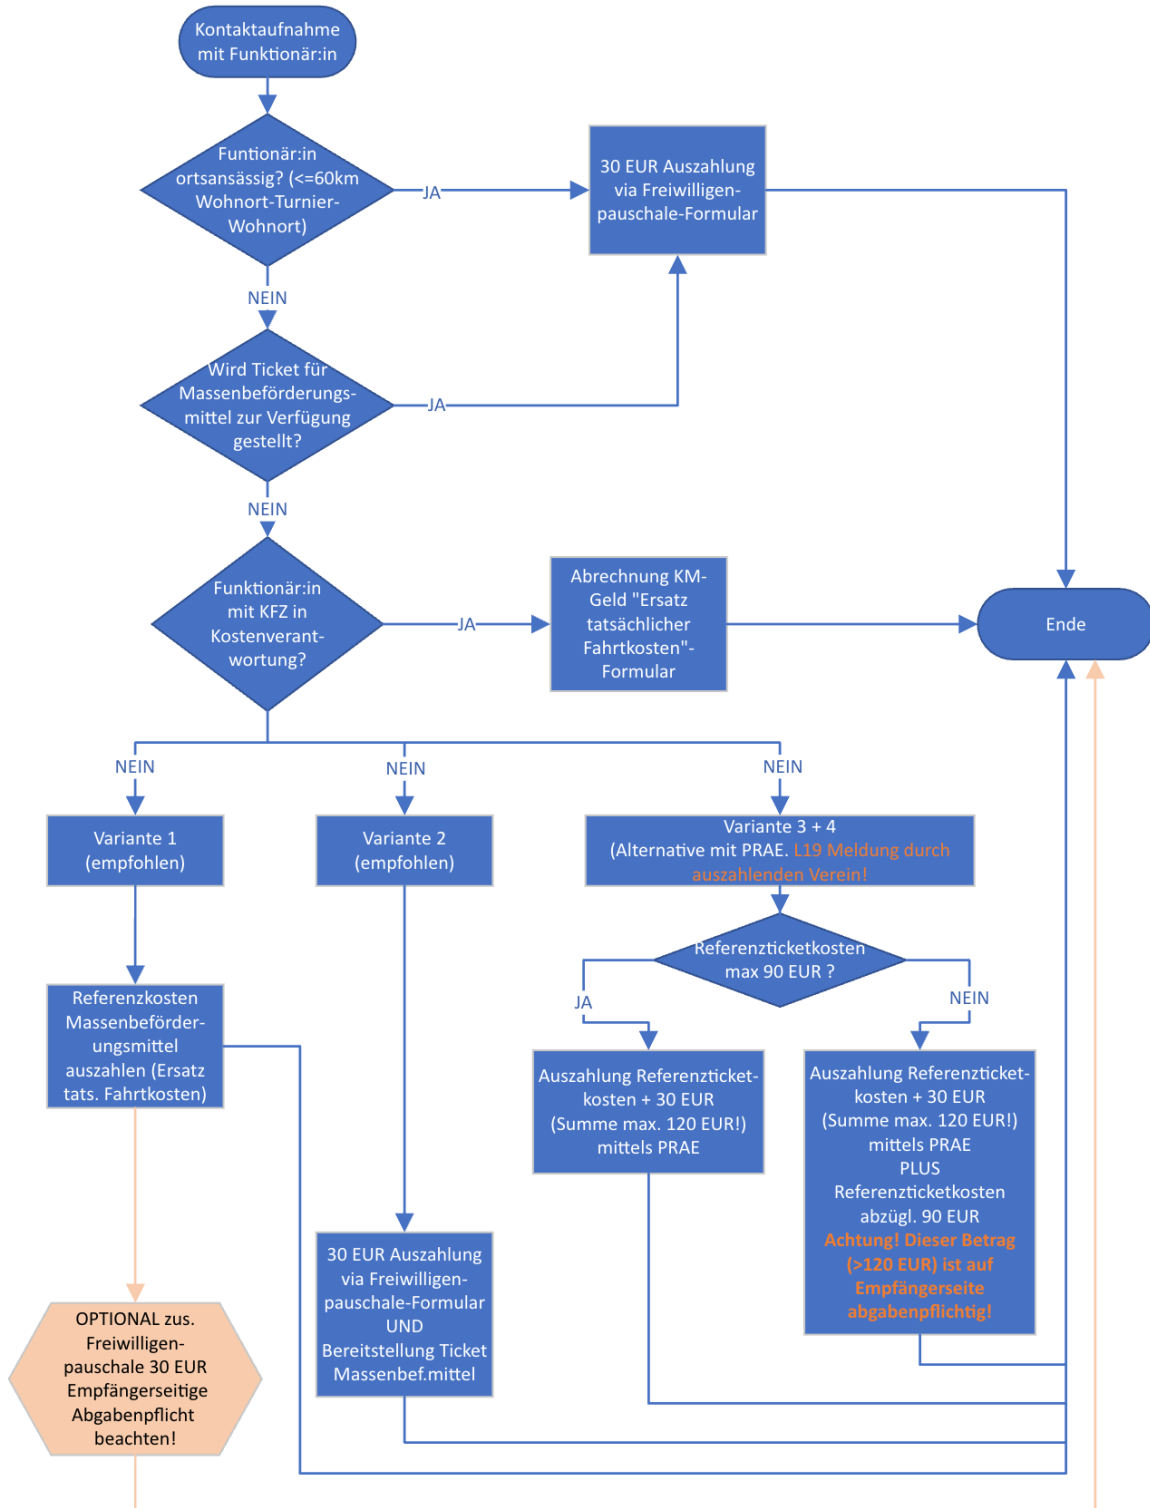 Kontaktaufnahme
mit Funktionär:in
Funtionär:in
ortsansässig? (<=60km
Wohnort-Turnier-
Wohnort)
JA
30 EUR Auszahlung
via Freiwilligen-
pauschale-Formular
NEIN
Wird Ticket für
Massenbeförderungs-
mittel zur Verfügung
gestellt?
JA
NEIN
Funktionär:in
mit KFZ in
Kostenverant-
wortung?
JA
Abrechnung KM-
Geld "Ersatz
tatsächlicher
Fahrtkosten"-
Formular
Ende
NEIN
NEIN
NEIN
Variante 1
(empfohlen)
Variante 2
(empfohlen)
Variante 3 + 4
(Alternative mit PRAE. L19 Meldung durch
auszahlenden Verein!
Referenzticketkosten
max 90 EUR ?
JA
NEIN
Referenzkosten
Massenbeförder-
ungsmittel
auszahlen (Ersatz
tats. Fahrtkosten)
Auszahlung Referenzticket-
kosten + 30 EUR
(Summe max. 120 EUR!)
mittels PRAE
Auszahlung Referenzticket-
kosten + 30 EUR
(Summe max. 120 EUR!)
mittels PRAE
PLUS
Referenzticketkosten
abzügl. 90 EUR
Achtung! Dieser Betrag
(>120 EUR) ist auf
Empfängerseite
abgabenpflichtig!
30 EUR Auszahlung
via Freiwilligen-
pauschale-Formular
UND
Bereitstellung Ticket
Massenbef.mittel
OPTIONAL zus.
Freiwilligen-
pauschale 30 EUR
Empfängerseitige
Abgabenpflicht
beachten!